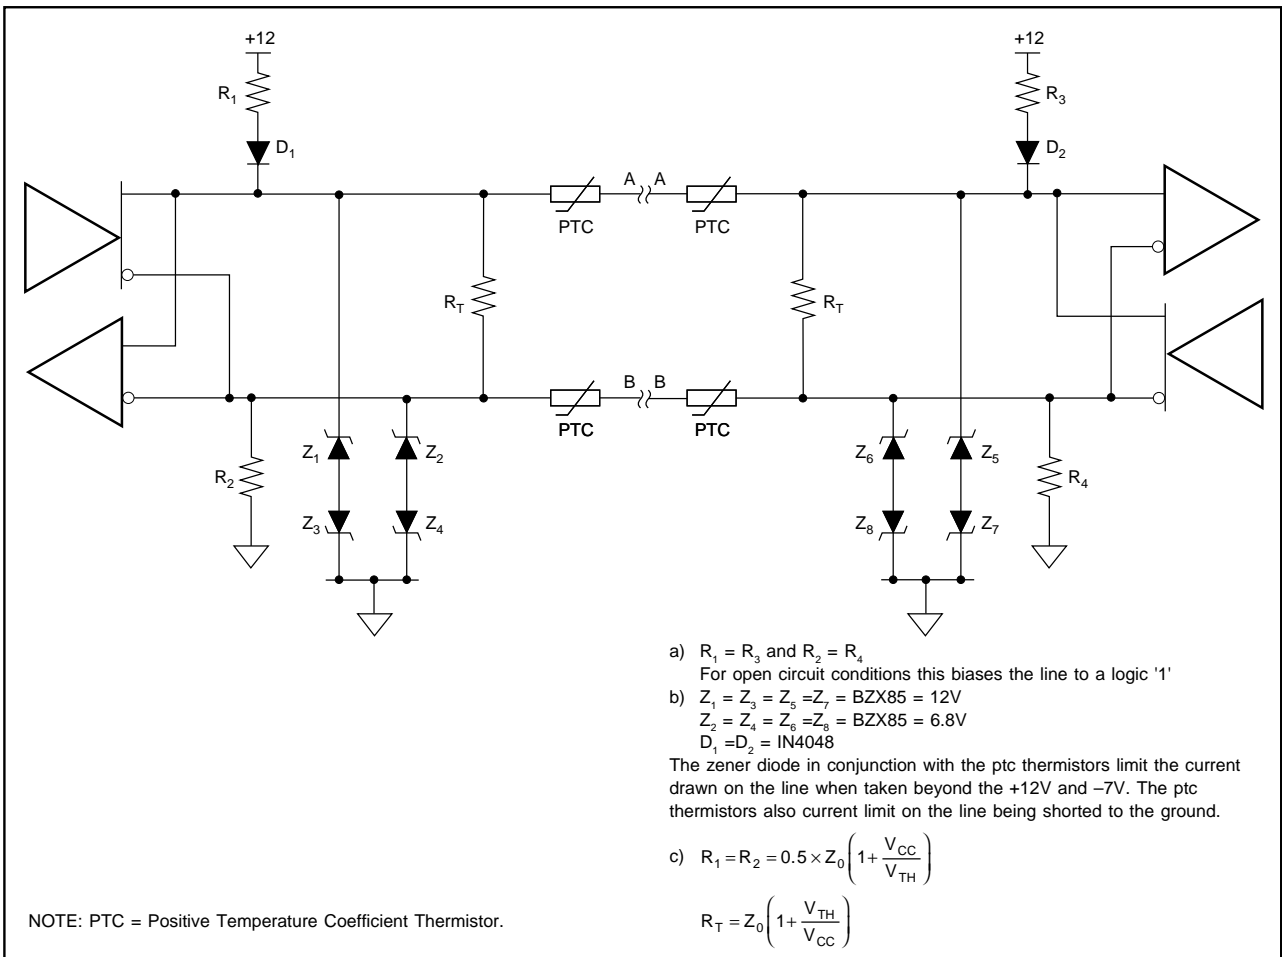 +12
+12
R1
R3
D1
D2
A A
PTC
PTC
RT
RT
B B
PTC
PTC
Z1
Z2
Z6
Z5
R2
R4
Z3
Z4
Z8
Z7
a) R1 = R3 and R2 = R4
For open circuit conditions this biases the line to a logic '1'
b) Z1 = Z3 = Z5 =Z7 = BZX85 = 12V
Z2 = Z4 = Z6 =Z8 = BZX85 = 6.8V
D1 =D2 = IN4048
The zener diode in conjunction with the ptc thermistors limit the current
drawn on the line when taken beyond the +12V and –7V. The ptc
thermistors also current limit on the line being shorted to the ground.
c) R1 = R2 = 0.5 × Z0 (1 + VCC / VTH)
RT = Z0 (1 + VTH / VCC)
NOTE: PTC = Positive Temperature Coefficient Thermistor.